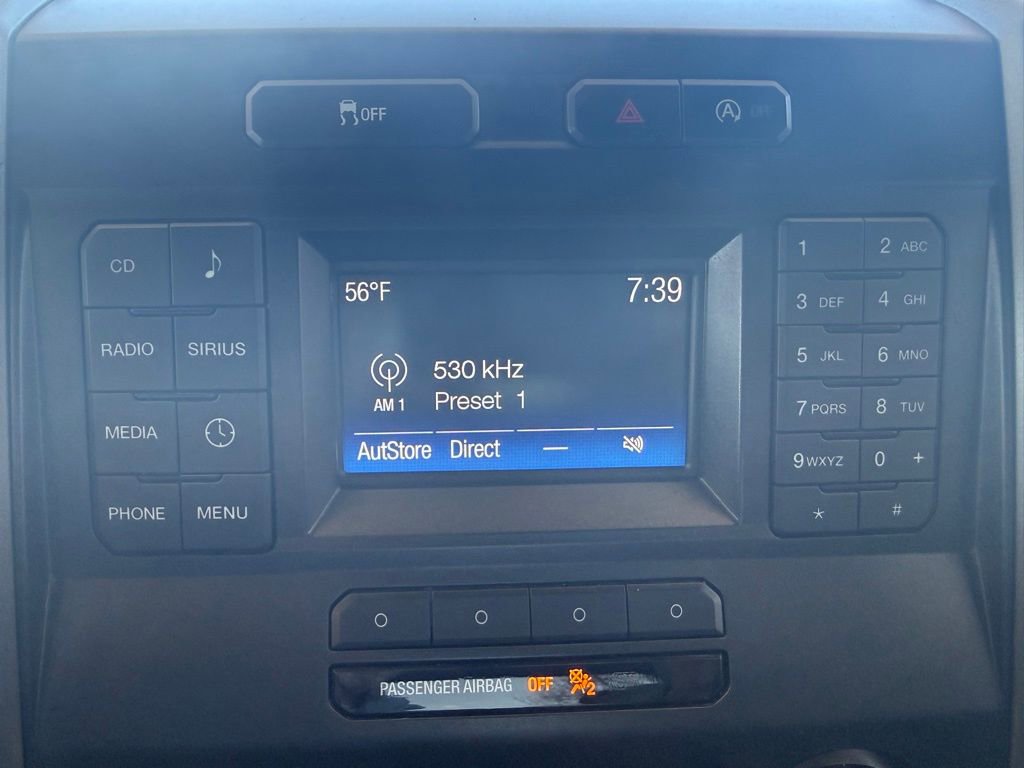 OFF
A OFF
CD
RADIO SIRIUS
MEDIA
PHONE MENU
56°F 7:39
530 kHz
AM 1 Preset 1
AutStore Direct —
1 2 ABC
3 DEF 4 GHI
5 JKL 6 MNO
7 PQRS 8 TUV
9 WXYZ 0 +
* #
PASSENGER AIRBAG OFF 2